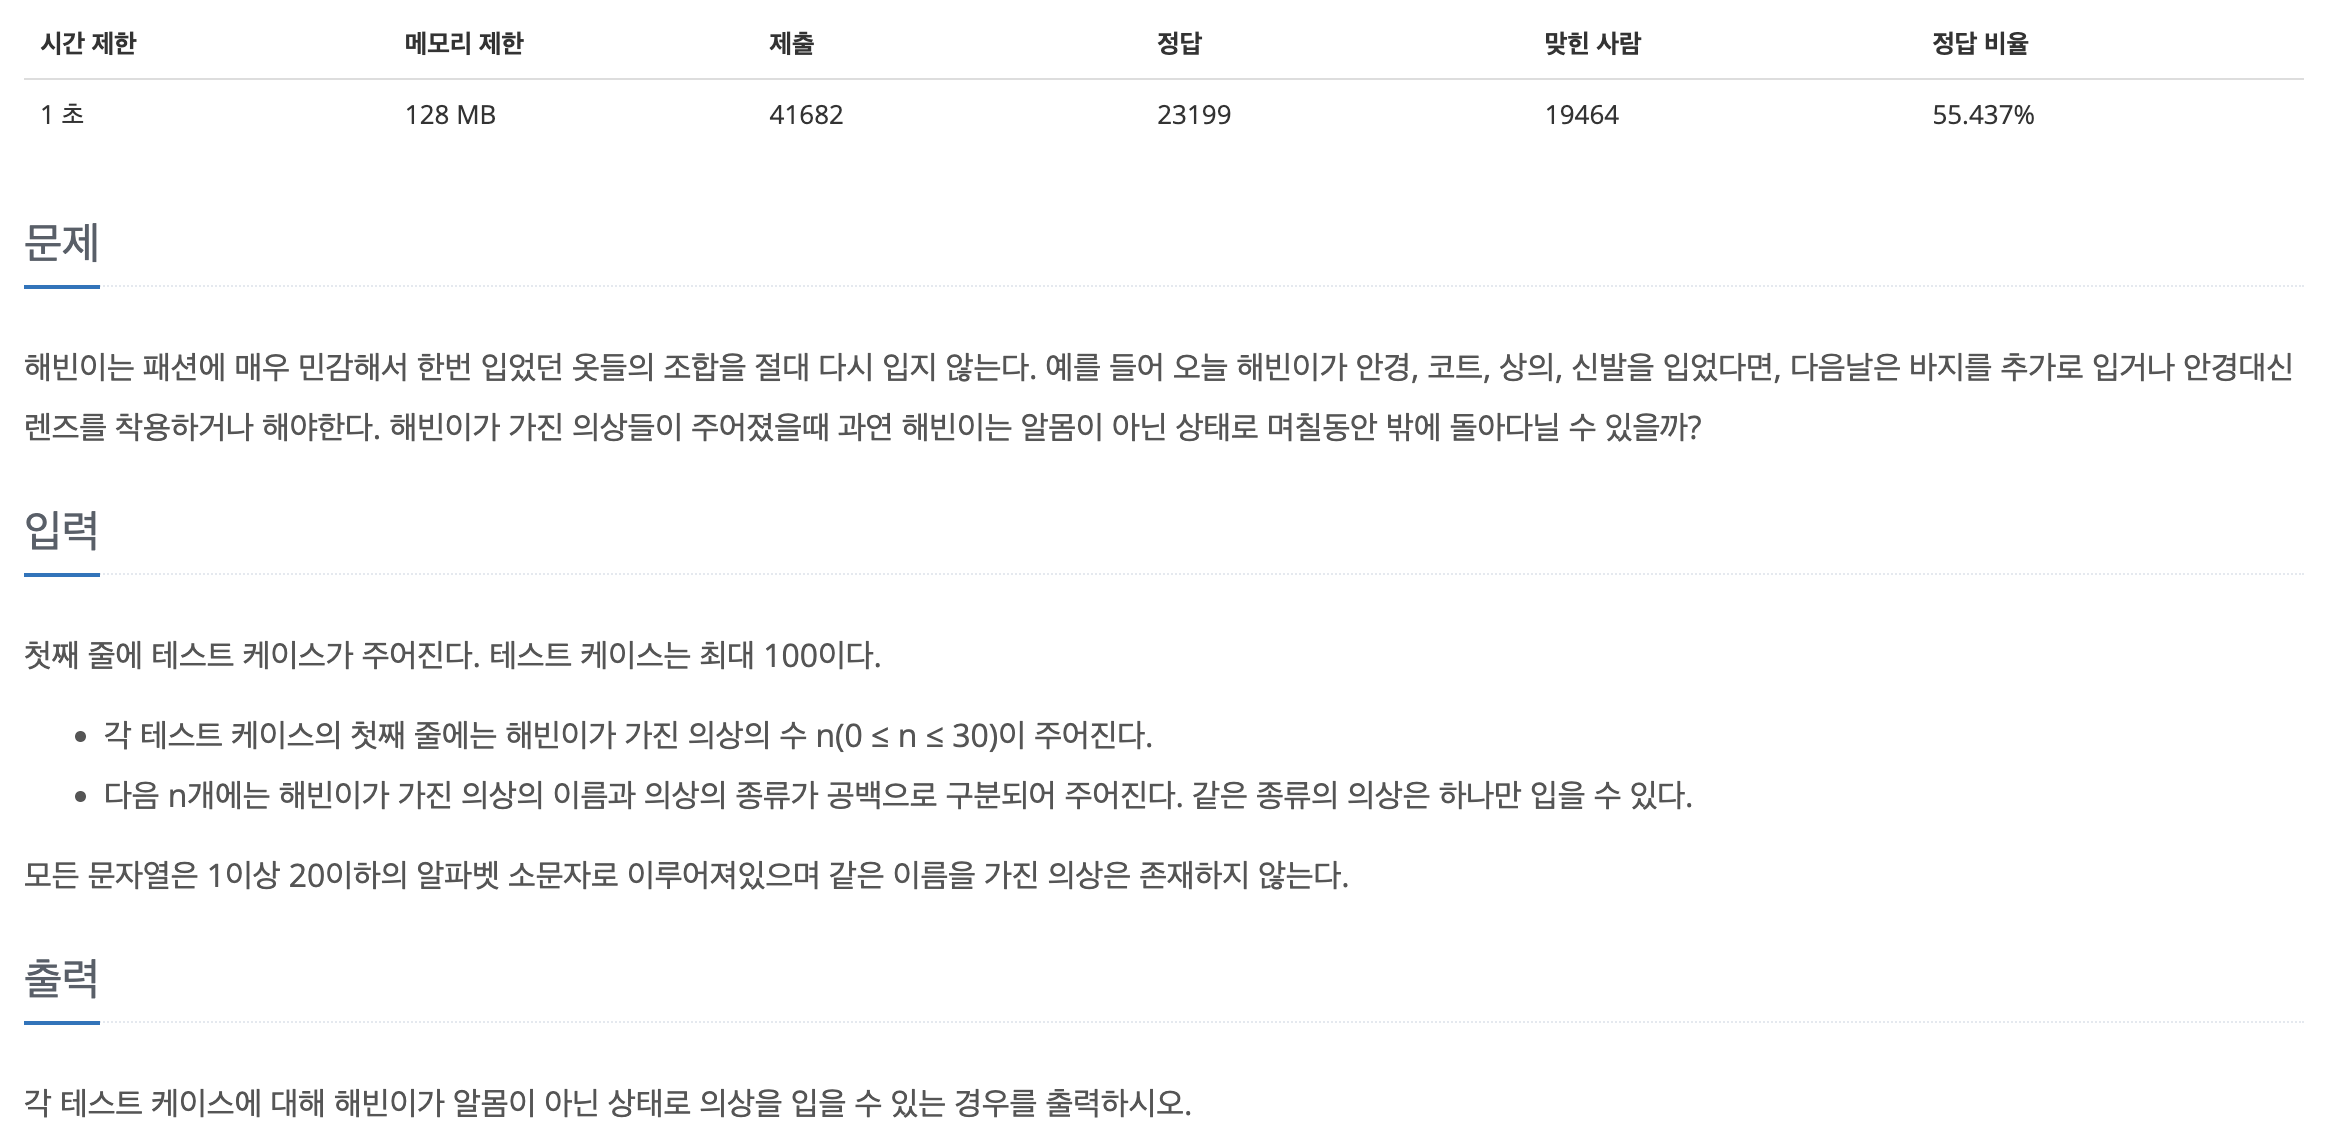 시간 제한 메모리 제한 제출 정답 맞힌 사람 정답 비율
1 초 128 MB 41682 23199 19464 55.437%
문제
해빈이는 패션에 매우 민감해서 한번 입었던 옷들의 조합을 절대 다시 입지 않는다. 예를 들어 오늘 해빈이가 안경, 코트, 상의, 신발을 입었다면, 다음날은 바지를 추가로 입거나 안경대신
렌즈를 착용하거나 해야한다. 해빈이가 가진 의상들이 주어졌을때 과연 해빈이는 알몸이 아닌 상태로 며칠동안 밖에 돌아다닐 수 있을까?
입력
첫째 줄에 테스트 케이스가 주어진다. 테스트 케이스는 최대 100이다.
• 각 테스트 케이스의 첫째 줄에는 해빈이가 가진 의상의 수 n(0 ≤ n ≤ 30)이 주어진다.
• 다음 n개에는 해빈이가 가진 의상의 이름과 의상의 종류가 공백으로 구분되어 주어진다. 같은 종류의 의상은 하나만 입을 수 있다.
모든 문자열은 1이상 20이하의 알파벳 소문자로 이루어져있으며 같은 이름을 가진 의상은 존재하지 않는다.
출력
각 테스트 케이스에 대해 해빈이가 알몸이 아닌 상태로 의상을 입을 수 있는 경우를 출력하시오.